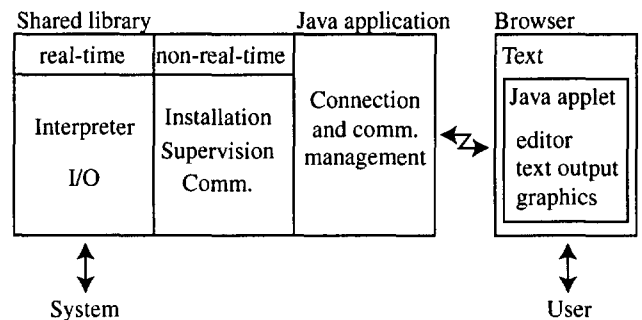 Shared library
Java application
Browser
real-time
non-real-time
Interpreter
I/O
Installation
Supervision
Comm.
Connection
and comm.
management
Text
Java applet
editor
text output
graphics
System
User